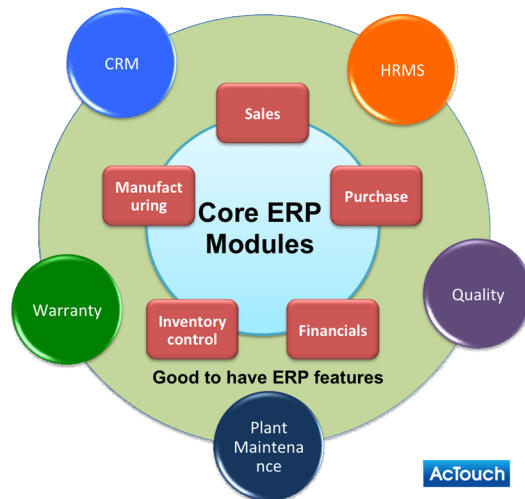 CRM
HRMS
Sales
Manufact
uring
Purchase
Core ERP
Modules
Warranty
Quality
Inventory
control
Financials
Good to have ERP features
Plant
Maintena
nce
AcTouch